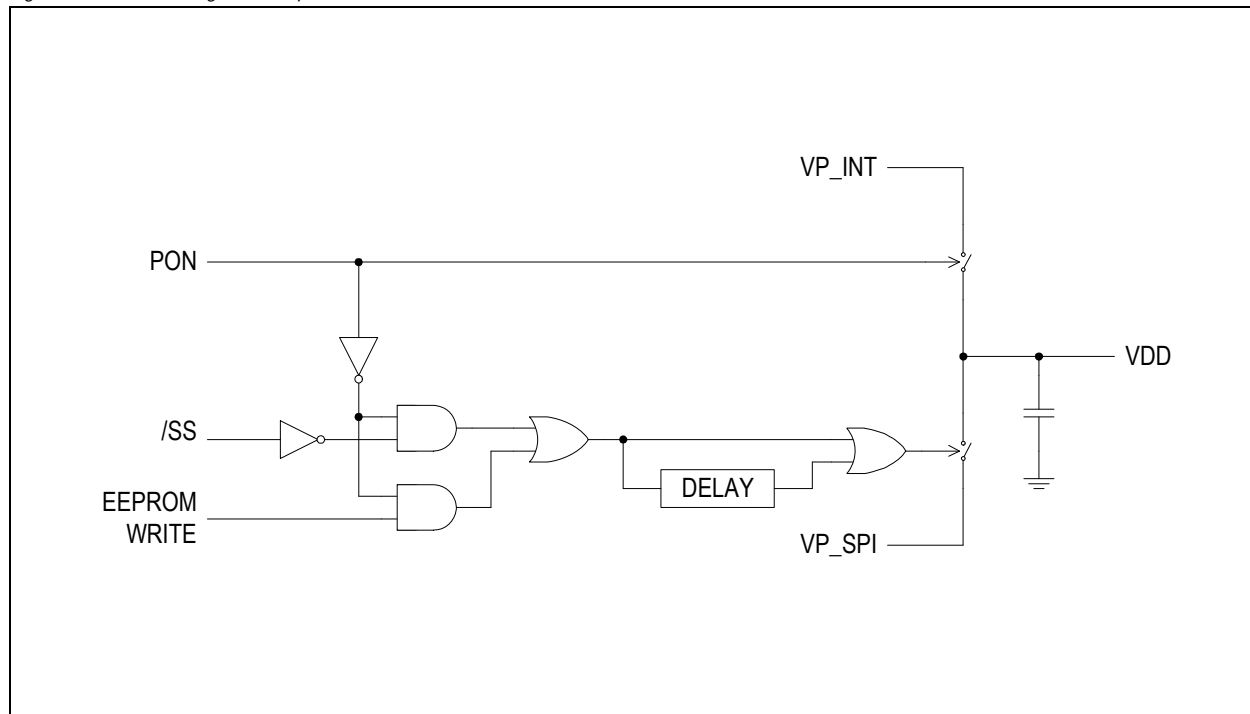 VP_INT
PON
VDD
/SS
DELAY
EEPROM
WRITE
VP_SPI